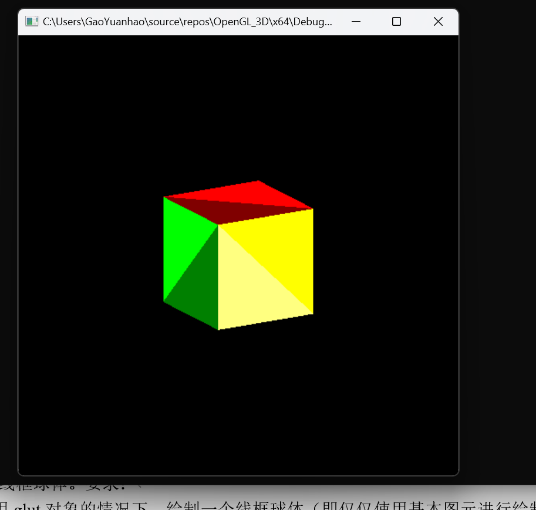 C:\Users\GaoYuanhao\source\repos\OpenGL_3D\x64\Debug...
线框球体。要求：
用 glut 对象的情况下，绘制一个线框球体（即仅仅使用基本图元进行绘制